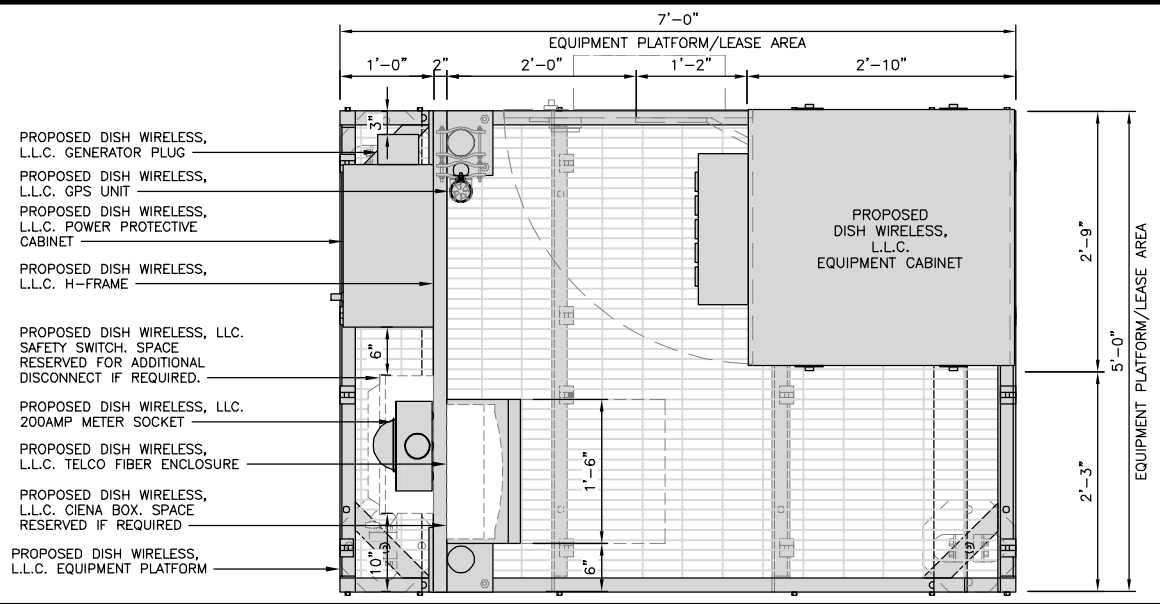 7'-0"
EQUIPMENT PLATFORM/LEASE AREA
1'-0"
2"
2'-0"
1'-2"
2'-10"
3"
PROPOSED DISH WIRELESS,
L.L.C. GENERATOR PLUG
PROPOSED DISH WIRELESS,
L.L.C. GPS UNIT
PROPOSED DISH WIRELESS,
L.L.C. POWER PROTECTIVE
CABINET
PROPOSED DISH WIRELESS,
L.L.C. H-FRAME
PROPOSED DISH WIRELESS, LLC.
SAFETY SWITCH. SPACE
RESERVED FOR ADDITIONAL
DISCONNECT IF REQUIRED.
PROPOSED DISH WIRELESS, LLC.
200AMP METER SOCKET
PROPOSED DISH WIRELESS,
L.L.C. TELCO FIBER ENCLOSURE
PROPOSED DISH WIRELESS,
L.L.C. CIENA BOX. SPACE
RESERVED IF REQUIRED
PROPOSED DISH WIRELESS,
L.L.C. EQUIPMENT PLATFORM
6"
10"
1'-6"
6"
PROPOSED
DISH WIRELESS,
L.L.C.
EQUIPMENT CABINET
2'-9"
2'-3"
5'-0"
EQUIPMENT PLATFORM/LEASE AREA